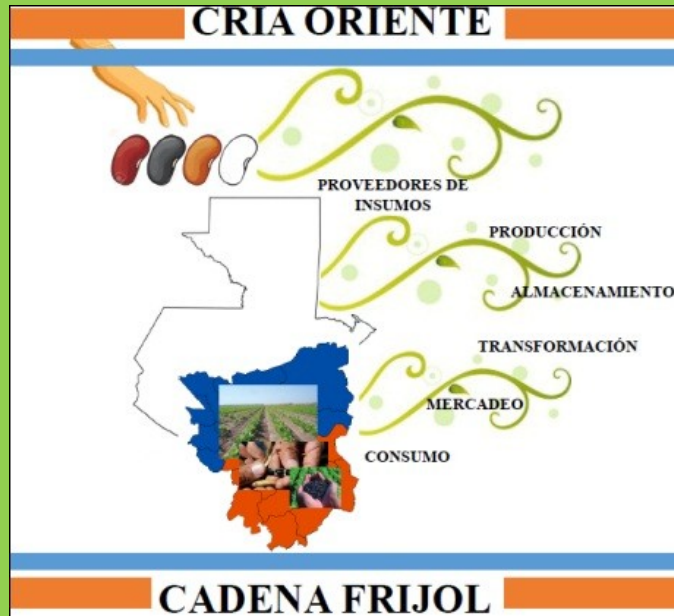 CRIA ORIENTE
PROVEEDORES DE
INSUMOS
PRODUCCIÓN
ALMACENAMIENTO
TRANSFORMACIÓN
MERCADEO
CONSUMO
CADENA FRIJOL